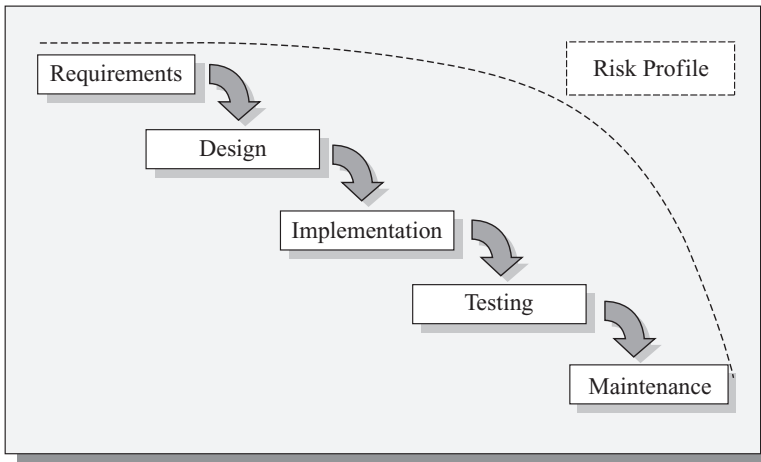 Requirements
Risk Profile
Design
Implementation
Testing
Maintenance